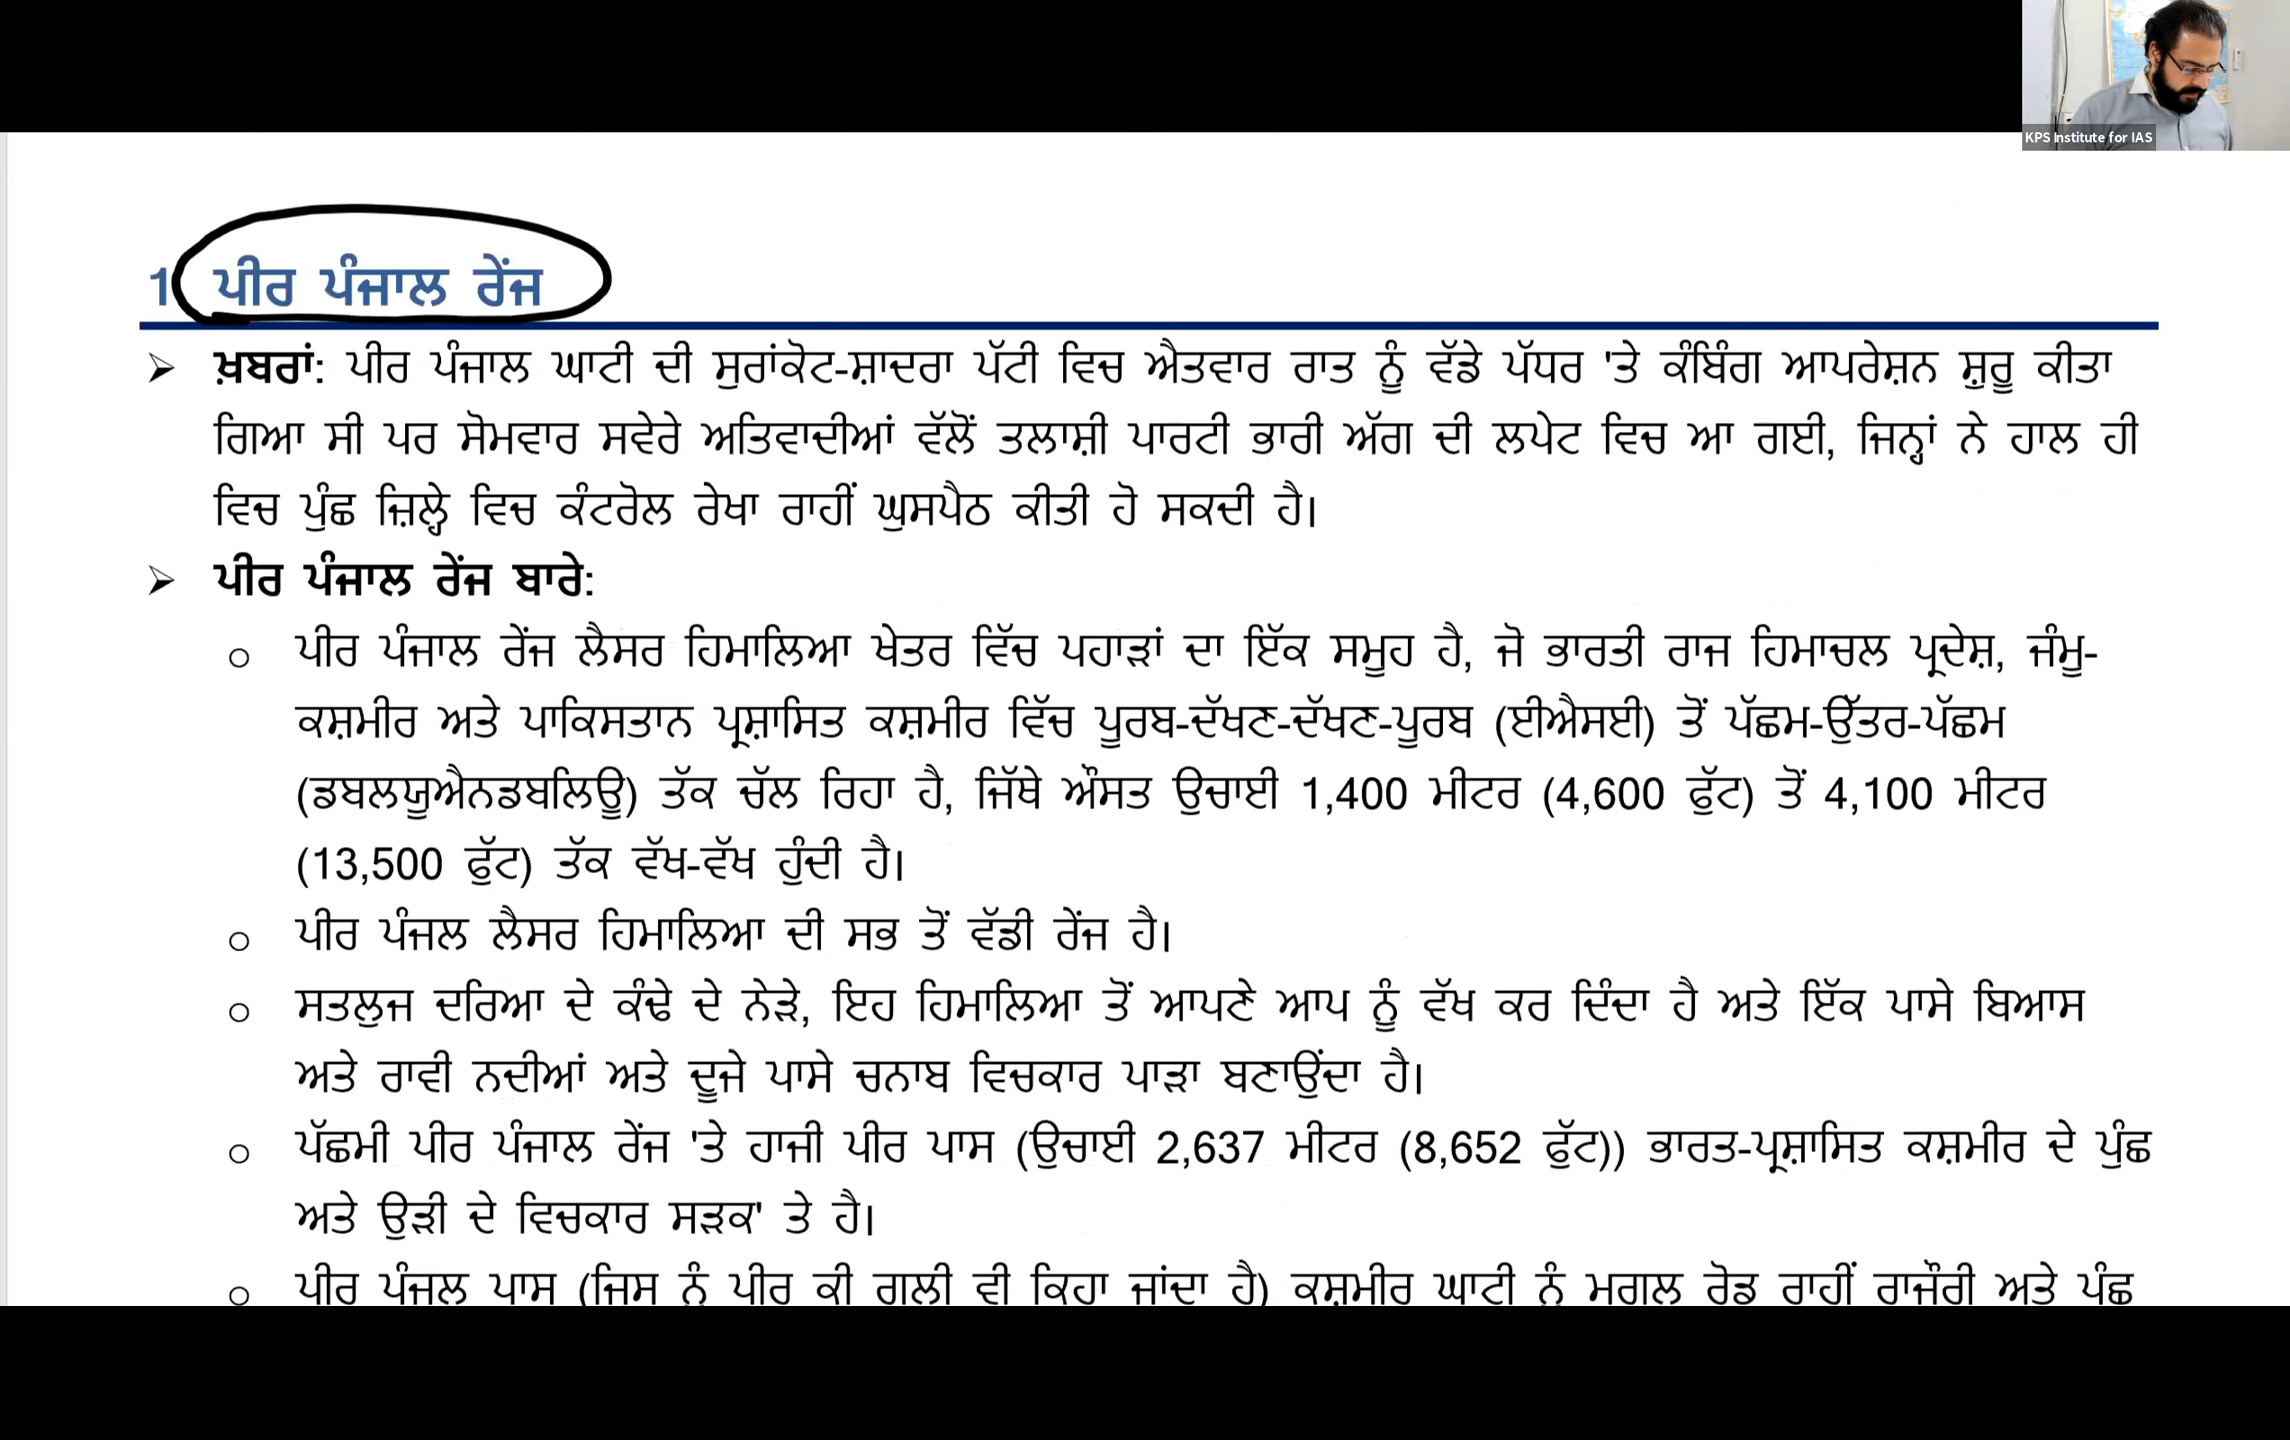 KPS Institute for IAS
1 ਪੀਰ ਪੰਜਾਲ ਰੇਂਜ
➢ ਖ਼ਬਰਾਂ: ਪੀਰ ਪੰਜਾਲ ਘਾਟੀ ਦੀ ਸੁਰਾਂਕੋਟ-ਸ਼ਾਦਰਾ ਪੱਟੀ ਵਿਚ ਐਤਵਾਰ ਰਾਤ ਨੂੰ ਵੱਡੇ ਪੱਧਰ 'ਤੇ ਕੰਬਿੰਗ ਆਪਰੇਸ਼ਨ ਸ਼ੁਰੂ ਕੀਤਾ
ਗਿਆ ਸੀ ਪਰ ਸੋਮਵਾਰ ਸਵੇਰੇ ਅਤਿਵਾਦੀਆਂ ਵੱਲੋਂ ਤਲਾਸ਼ੀ ਪਾਰਟੀ ਭਾਰੀ ਅੱਗ ਦੀ ਲਪੇਟ ਵਿਚ ਆ ਗਈ, ਜਿਨ੍ਹਾਂ ਨੇ ਹਾਲ ਹੀ
ਵਿਚ ਪੁੰਛ ਜ਼ਿਲ੍ਹੇ ਵਿਚ ਕੰਟਰੋਲ ਰੇਖਾ ਰਾਹੀਂ ਘੁਸਪੈਠ ਕੀਤੀ ਹੋ ਸਕਦੀ ਹੈ।
➢ ਪੀਰ ਪੰਜਾਲ ਰੇਂਜ ਬਾਰੇ:
o ਪੀਰ ਪੰਜਾਲ ਰੇਂਜ ਲੈਸਰ ਹਿਮਾਲਿਆ ਖੇਤਰ ਵਿੱਚ ਪਹਾੜਾਂ ਦਾ ਇੱਕ ਸਮੂਹ ਹੈ, ਜੋ ਭਾਰਤੀ ਰਾਜ ਹਿਮਾਚਲ ਪ੍ਰਦੇਸ਼, ਜੰਮੂ-
ਕਸ਼ਮੀਰ ਅਤੇ ਪਾਕਿਸਤਾਨ ਪ੍ਰਸ਼ਾਸਿਤ ਕਸ਼ਮੀਰ ਵਿੱਚ ਪੂਰਬ-ਦੱਖਣ-ਦੱਖਣ-ਪੂਰਬ (ਈਐਸਈ) ਤੋਂ ਪੱਛਮ-ਉੱਤਰ-ਪੱਛਮ
(ਡਬਲਯੂਐਨਡਬਲਿਊ) ਤੱਕ ਚੱਲ ਰਿਹਾ ਹੈ, ਜਿੱਥੇ ਔਸਤ ਉਚਾਈ 1,400 ਮੀਟਰ (4,600 ਫੁੱਟ) ਤੋਂ 4,100 ਮੀਟਰ
(13,500 ਫੁੱਟ) ਤੱਕ ਵੱਖ-ਵੱਖ ਹੁੰਦੀ ਹੈ।
o ਪੀਰ ਪੰਜਲ ਲੈਸਰ ਹਿਮਾਲਿਆ ਦੀ ਸਭ ਤੋਂ ਵੱਡੀ ਰੇਂਜ ਹੈ।
o ਸਤਲੁਜ ਦਰਿਆ ਦੇ ਕੰਢੇ ਦੇ ਨੇੜੇ, ਇਹ ਹਿਮਾਲਿਆ ਤੋਂ ਆਪਣੇ ਆਪ ਨੂੰ ਵੱਖ ਕਰ ਦਿੰਦਾ ਹੈ ਅਤੇ ਇੱਕ ਪਾਸੇ ਬਿਆਸ
ਅਤੇ ਰਾਵੀ ਨਦੀਆਂ ਅਤੇ ਦੂਜੇ ਪਾਸੇ ਚਨਾਬ ਵਿਚਕਾਰ ਪਾੜਾ ਬਣਾਉਂਦਾ ਹੈ।
o ਪੱਛਮੀ ਪੀਰ ਪੰਜਾਲ ਰੇਂਜ 'ਤੇ ਹਾਜੀ ਪੀਰ ਪਾਸ (ਉਚਾਈ 2,637 ਮੀਟਰ (8,652 ਫੁੱਟ)) ਭਾਰਤ-ਪ੍ਰਸ਼ਾਸਿਤ ਕਸ਼ਮੀਰ ਦੇ ਪੁੰਛ
ਅਤੇ ਉੜੀ ਦੇ ਵਿਚਕਾਰ ਸੜਕ' ਤੇ ਹੈ।
o ਪੀਰ ਪੰਜਲ ਪਾਸ (ਜਿਸ ਨੂੰ ਪੀਰ ਕੀ ਗਲੀ ਵੀ ਕਿਹਾ ਜਾਂਦਾ ਹੈ) ਕਸ਼ਮੀਰ ਘਾਟੀ ਨੂੰ ਮੁਗਲ ਰੋਡ ਰਾਹੀਂ ਰਾਜੌਰੀ ਅਤੇ ਪੁੰਛ